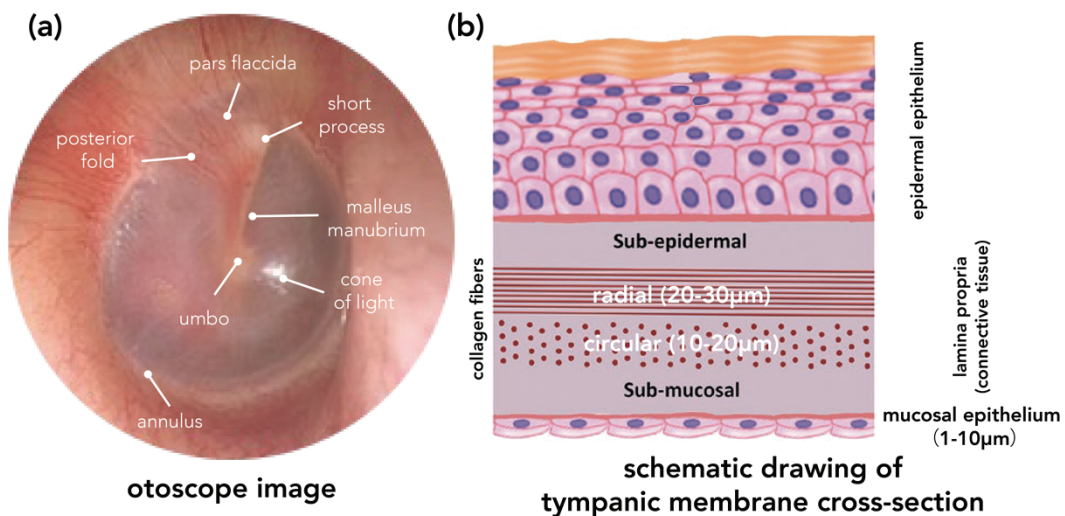 (a)
pars flaccida
short
process
posterior
fold
malleus
manubrium
cone
of light
umbo
annulus
otoscope image
(b)
epidermal epithelium
Sub-epidermal
collagen fibers
radial (20-30μm)
circular (10-20μm)
lamina propria
(connective tissue)
Sub-mucosal
mucosal epithelium
(1-10μm)
schematic drawing of
tympanic membrane cross-section